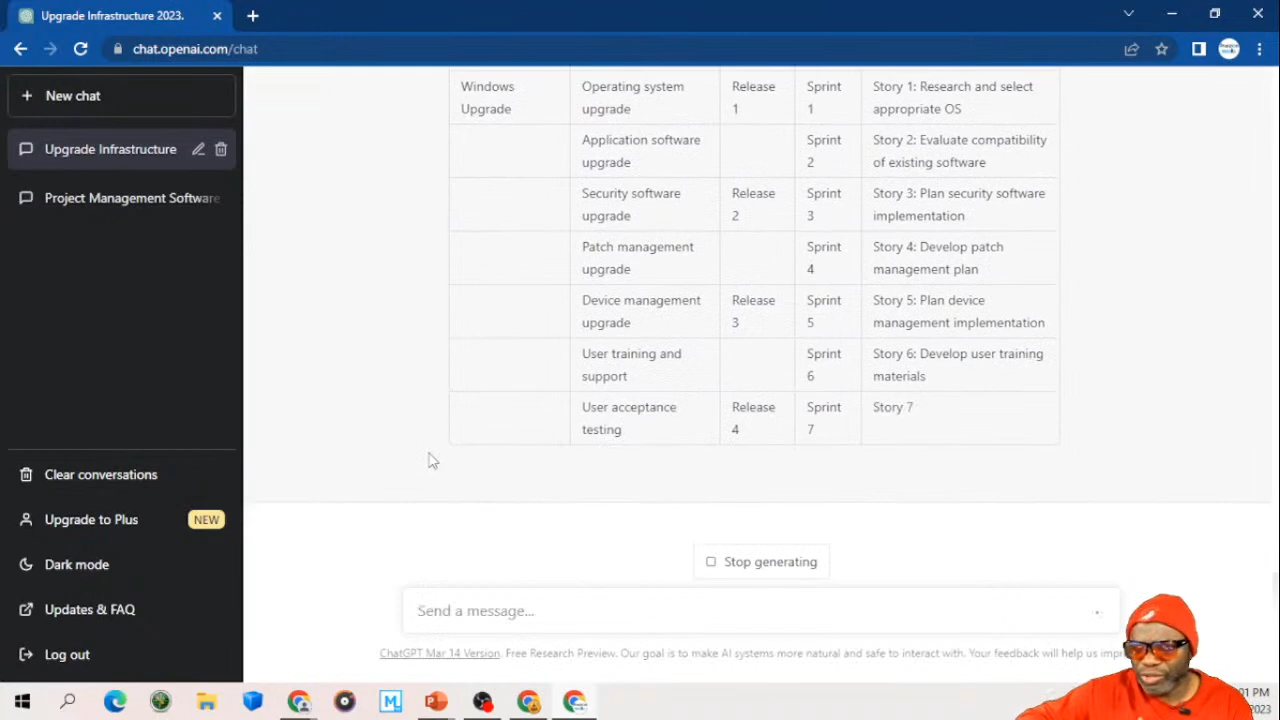 Upgrade Infrastructure 2023.
chat.openai.com/chat
New chat
Upgrade Infrastructure
Project Management Software
Clear conversations
Upgrade to Plus NEW
Dark mode
Updates & FAQ
Log out
Windows Upgrade
Operating system upgrade
Release 1
Sprint 1
Story 1: Research and select appropriate OS
Application software upgrade
Sprint 2
Story 2: Evaluate compatibility of existing software
Security software upgrade
Release 2
Sprint 3
Story 3: Plan security software implementation
Patch management upgrade
Sprint 4
Story 4: Develop patch management plan
Device management upgrade
Release 3
Sprint 5
Story 5: Plan device management implementation
User training and support
Sprint 6
Story 6: Develop user training materials
User acceptance testing
Release 4
Sprint 7
Story 7
Stop generating
Send a message...
ChatGPT Mar 14 Version. Free Research Preview. Our goal is to make AI systems more natural and safe to interact with. Your feedback will help us